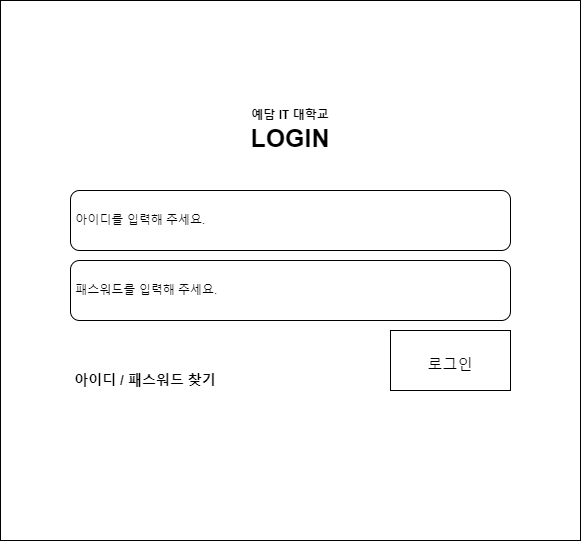 예담 IT 대학교
LOGIN
아이디를 입력해 주세요.
패스워드를 입력해 주세요.
로그인
아이디 / 패스워드 찾기